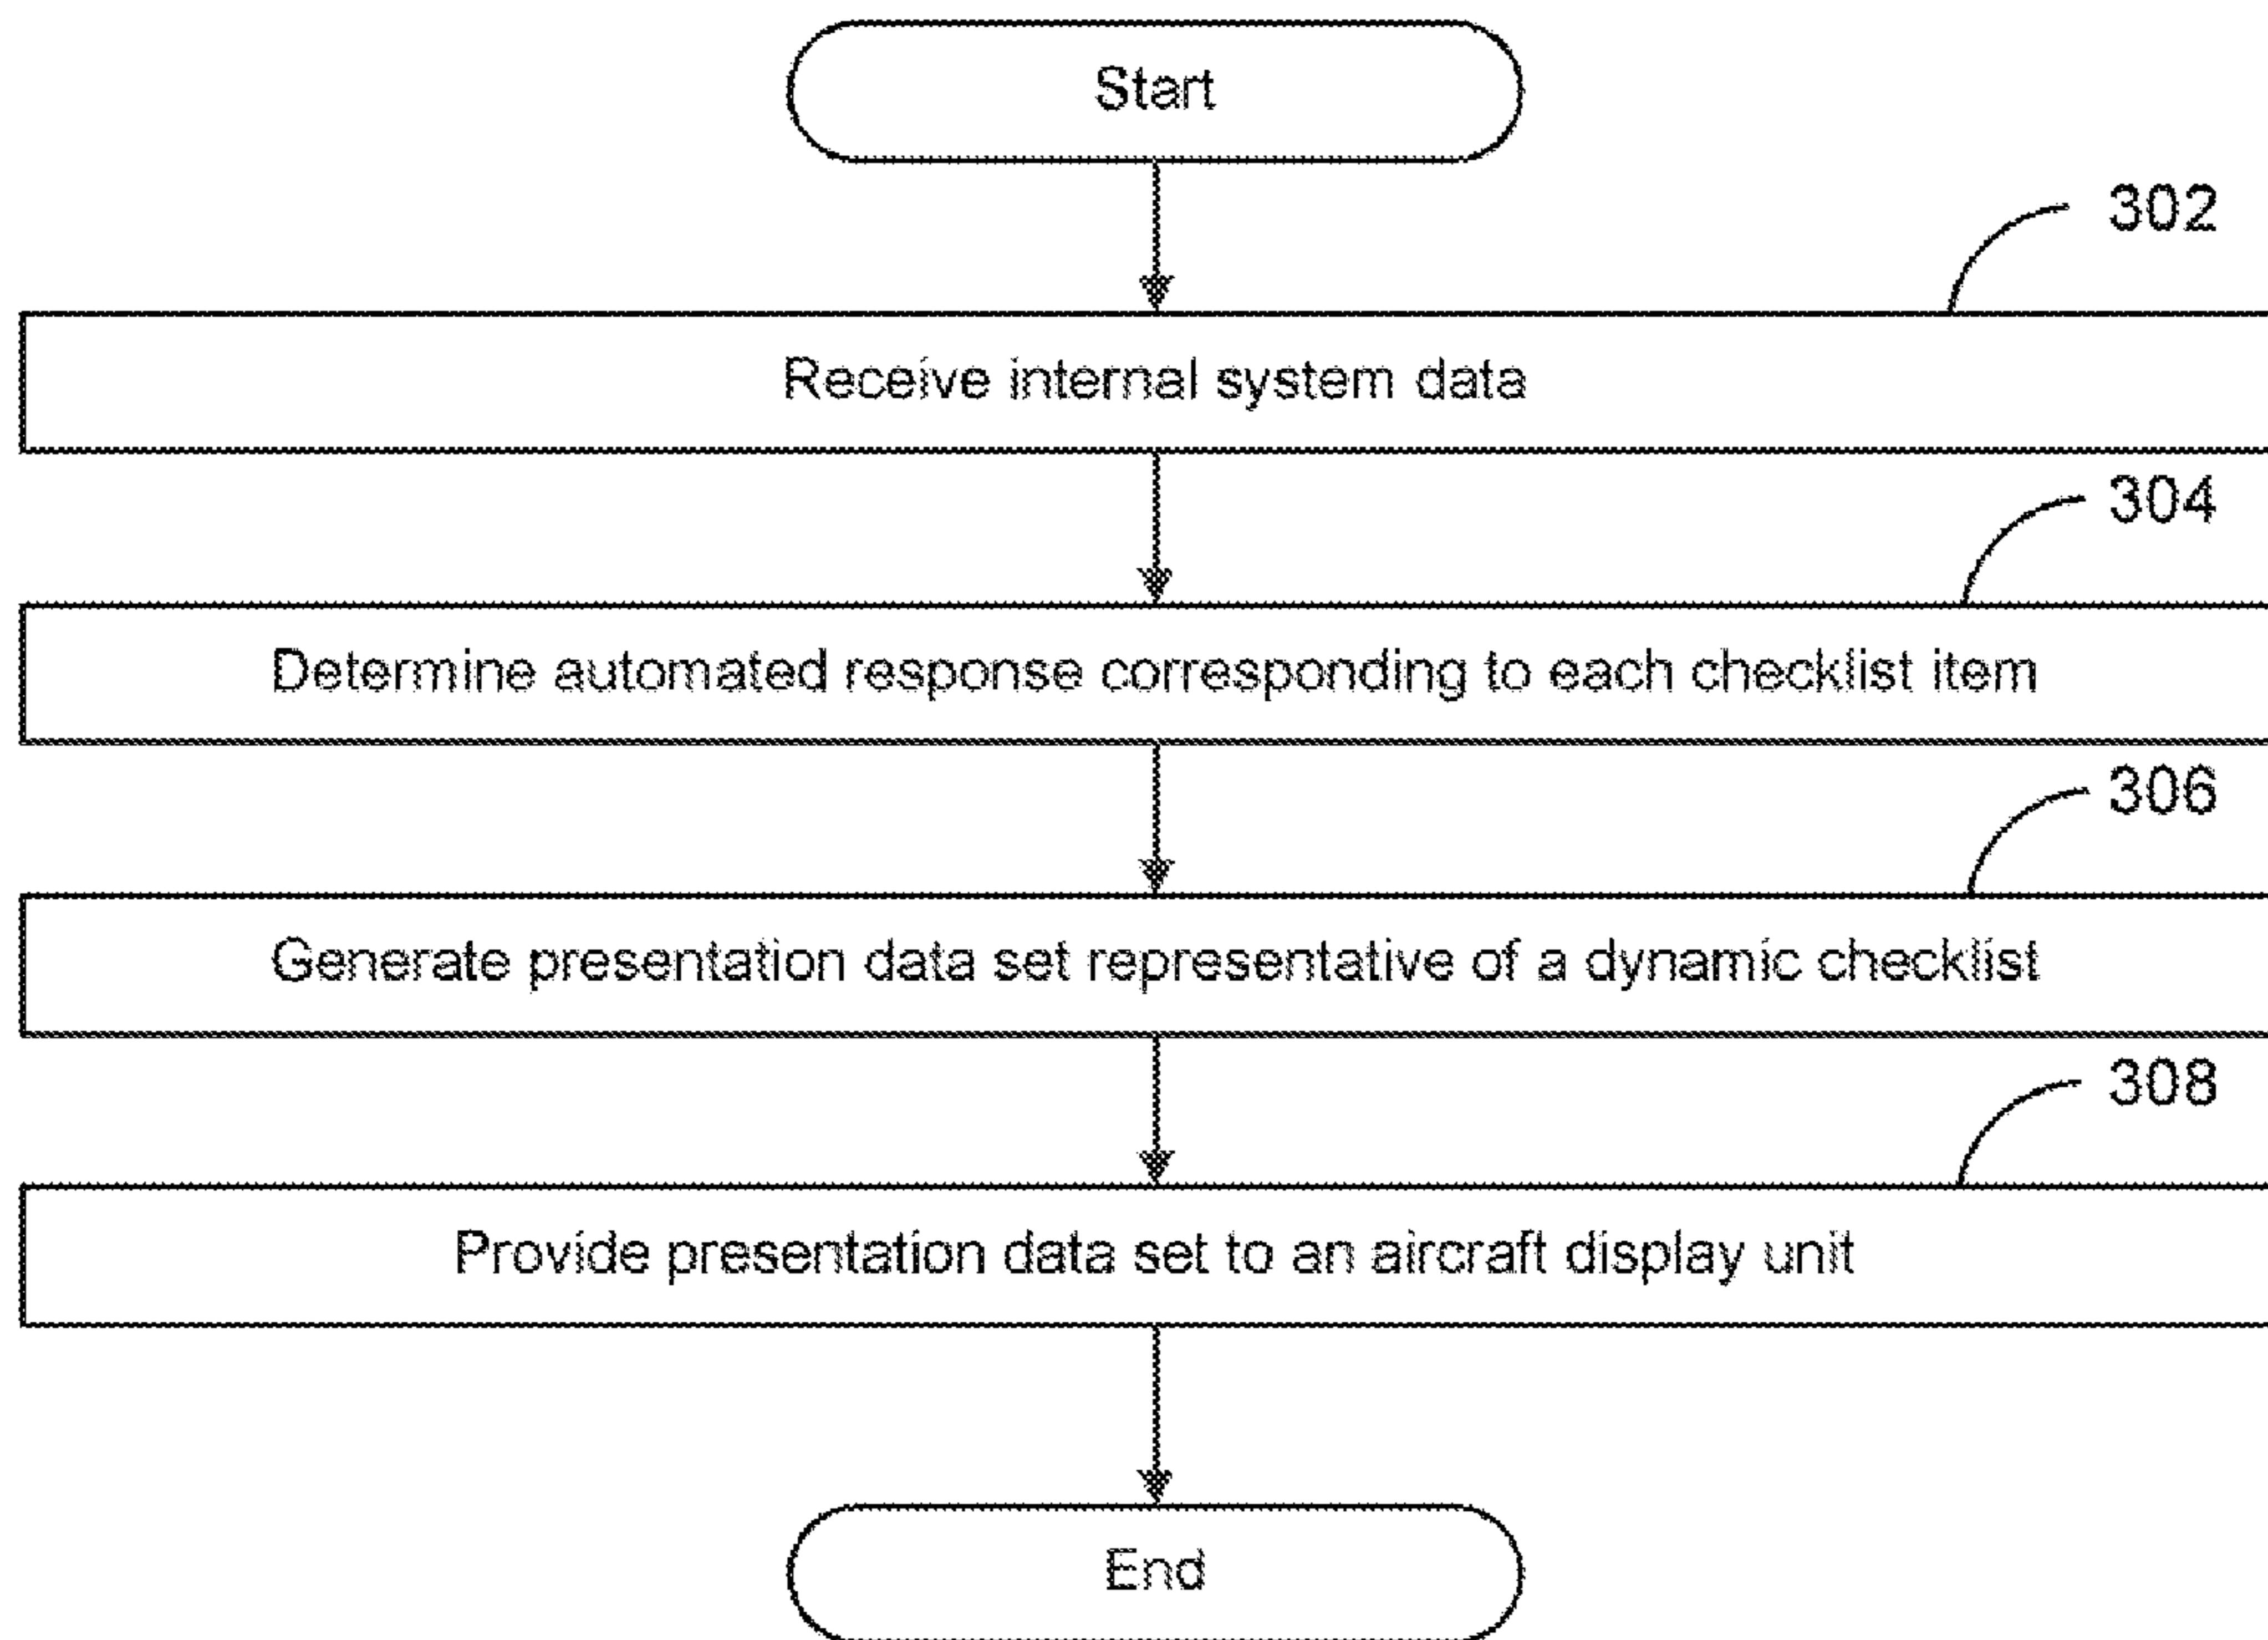 Start
302
Receive internal system data
304
Determine automated response corresponding to each checklist item
306
Generate presentation data set representative of a dynamic checklist
308
Provide presentation data set to an aircraft display unit
End